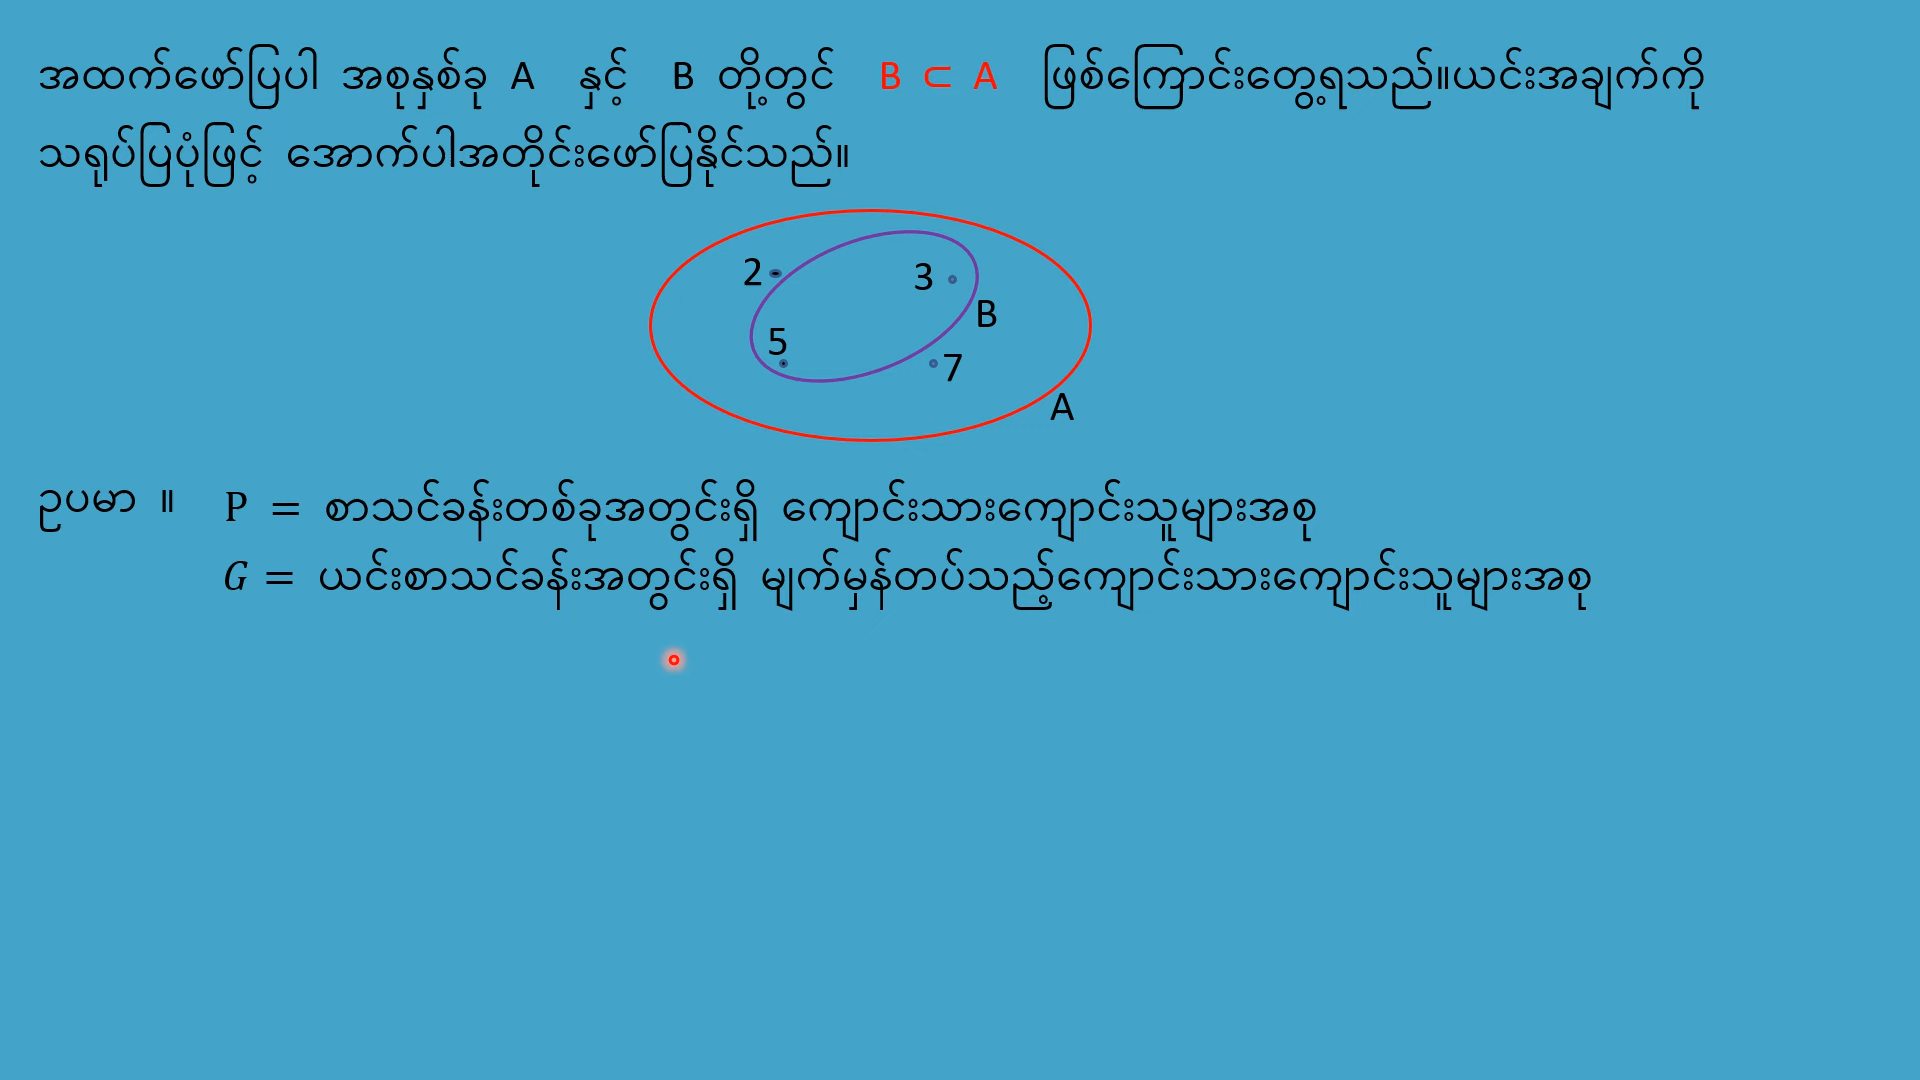 အထက်ဖော်ပြပါ အစုနှစ်ခု A နှင့် B တို့တွင် B ⊂ A ဖြစ်ကြောင်းတွေ့ရသည်။ယင်းအချက်ကို
သရုပ်ပြပုံဖြင့် အောက်ပါအတိုင်းဖော်ပြနိုင်သည်။
2
3
B
5
7
A
ဥပမာ ။ P = စာသင်ခန်းတစ်ခုအတွင်းရှိ ကျောင်းသားကျောင်းသူများအစု
G = ယင်းစာသင်ခန်းအတွင်းရှိ မျက်မှန်တပ်သည့်ကျောင်းသားကျောင်းသူများအစု